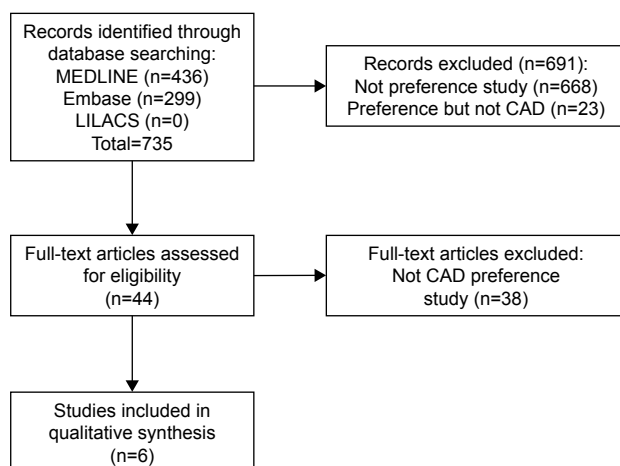 Records identified through
database searching:
MEDLINE (n=436)
Embase (n=299)
LILACS (n=0)
Total=735
Records excluded (n=691):
Not preference study (n=668)
Preference but not CAD (n=23)
Full-text articles assessed
for eligibility
(n=44)
Full-text articles excluded:
Not CAD preference
study (n=38)
Studies included in
qualitative synthesis
(n=6)